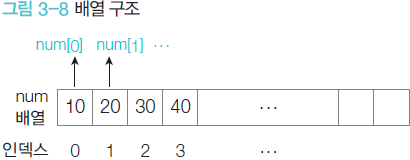 그림 3-8 배열 구조
num[0] num[1] ···
num
배열
10 20 30 40 ···
인덱스 0 1 2 3 ···